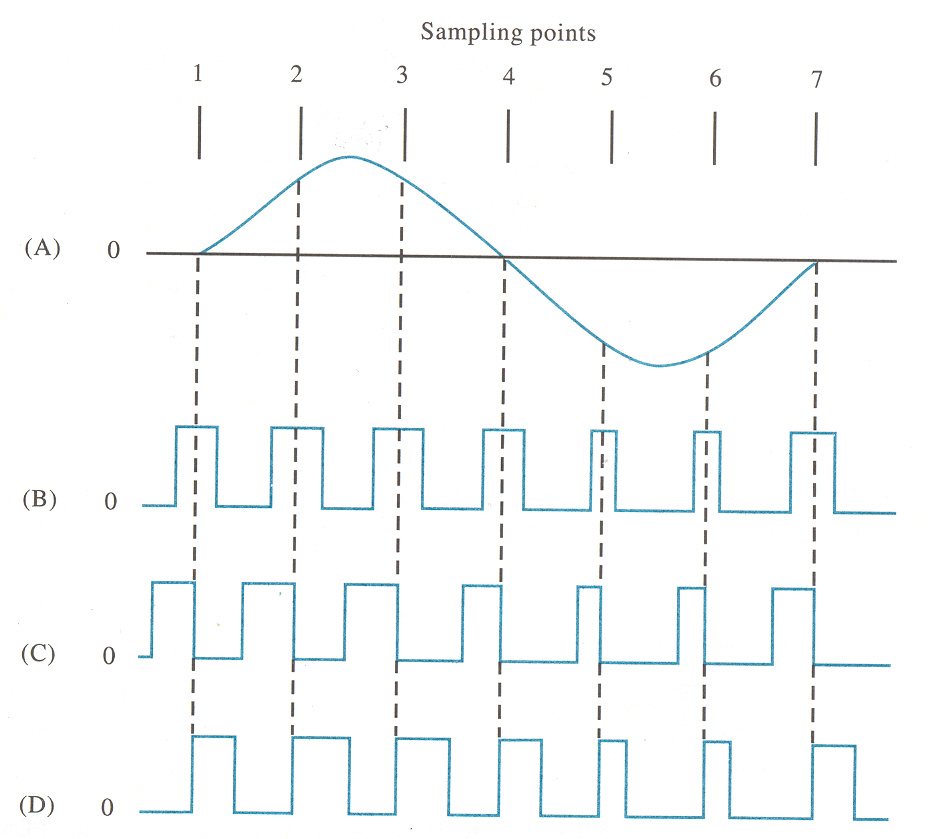 Sampling points
1 2 3 4 5 6 7
(A) 0
(B) 0
(C) 0
(D) 0